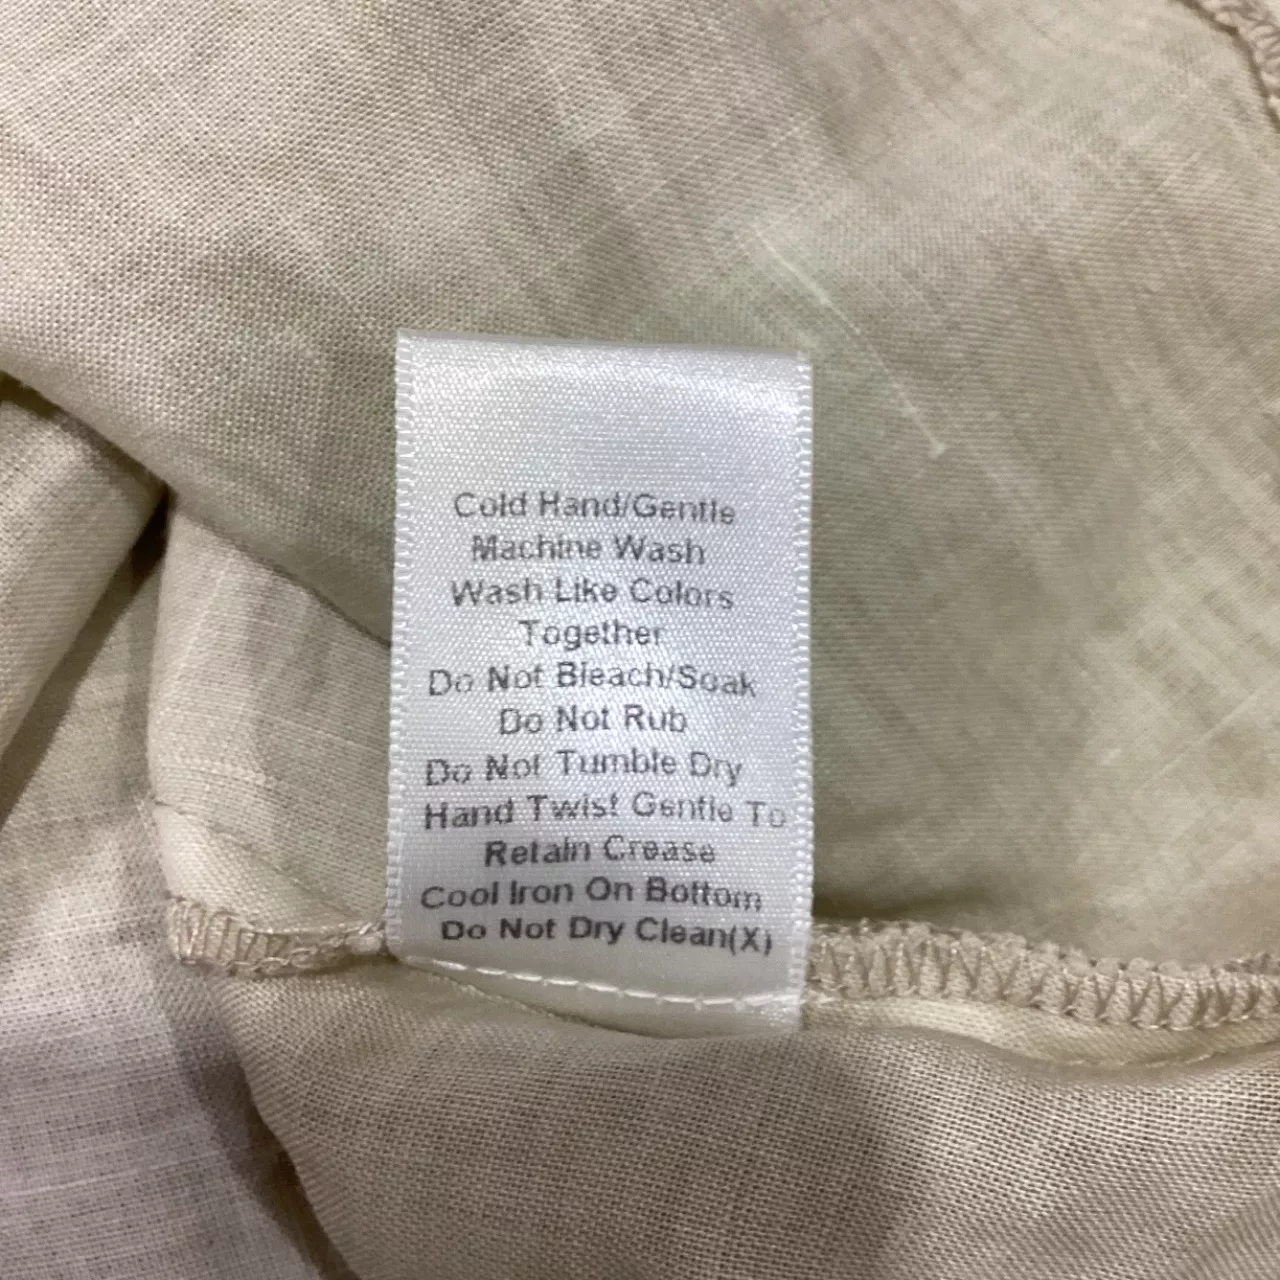 Cold Hand/Gentle
Machine Wash
Wash Like Colors
Together
Do Not Bleach/Soak
Do Not Rub
Do Not Tumble Dry
Hand Twist Gentle To
Retain Crease
Cool Iron On Bottom
Do Not Dry Clean(X)